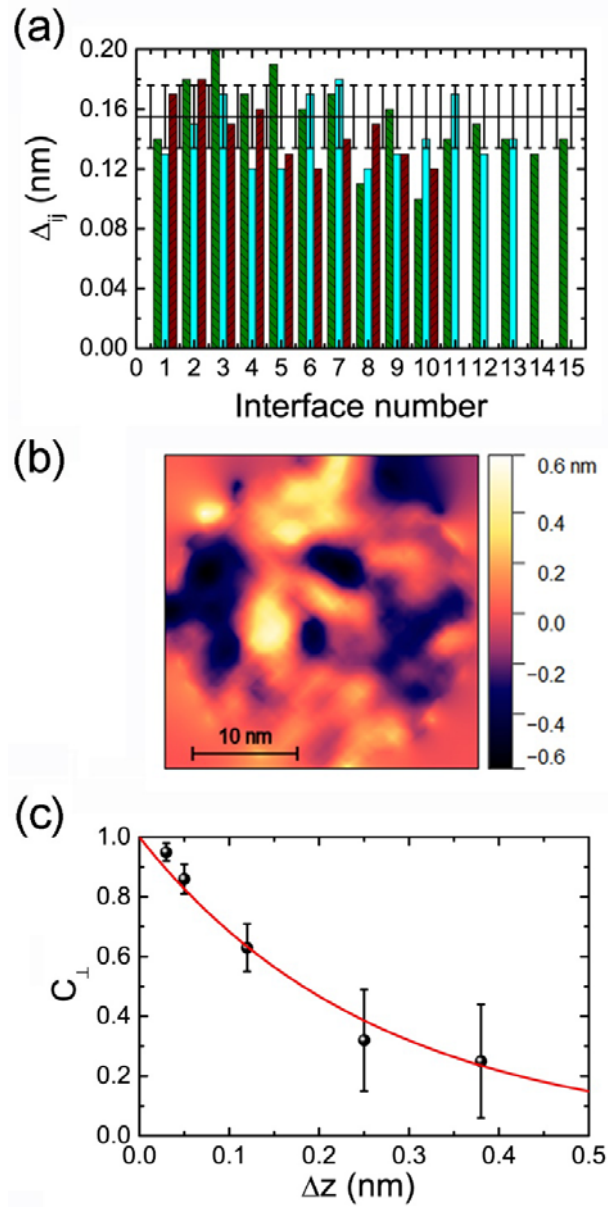 (a)
0.20
0.16
0.12
0.08
0.04
0.00
Δij (nm)
0 1 2 3 4 5 6 7 8 9 10 11 12 13 14 15
Interface number
(b)
0.6 nm
0.4
0.2
0.0
−0.2
−0.4
−0.6
10 nm
(c)
1.0
0.8
0.6
0.4
0.2
0.0
C⊥
0.0 0.1 0.2 0.3 0.4 0.5
Δz (nm)